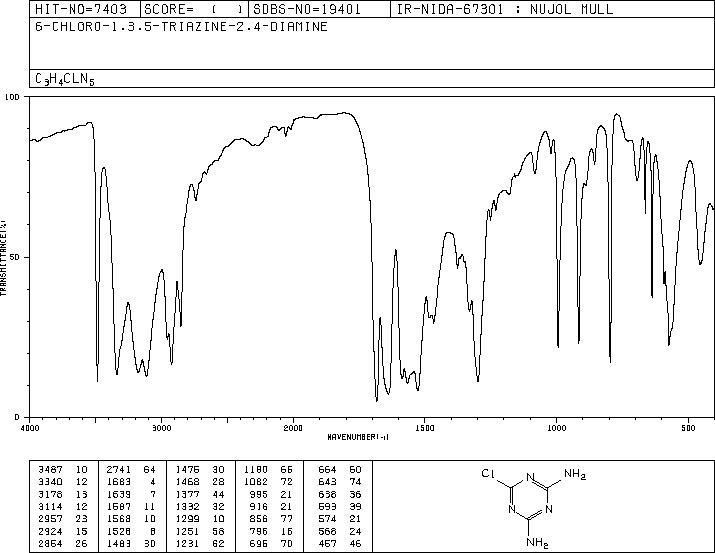 HIT-NO=7403 SCORE= ( ) SDBS-NO=19401 IR-NIDA-67301 : NUJOL MULL
6-CHLORO-1,3,5-TRIAZINE-2,4-DIAMINE
C3H4CLN5
100
50
0
TRANSMITTANCE(%)
4000 3000 2000 1500 1000 500
WAVENUMBER(-1)
3487 10 2741 64 1476 30 1180 66 664 60
3340 12 1683 4 1468 28 1082 72 643 74
3178 13 1639 7 1377 44 995 21 638 36
3114 12 1587 11 1332 32 916 21 593 39
2957 23 1568 10 1299 10 856 77 574 21
2924 15 1528 8 1251 58 796 16 568 24
2854 26 1483 30 1231 62 696 70 457 46
Cl N NH2
N N
NH2